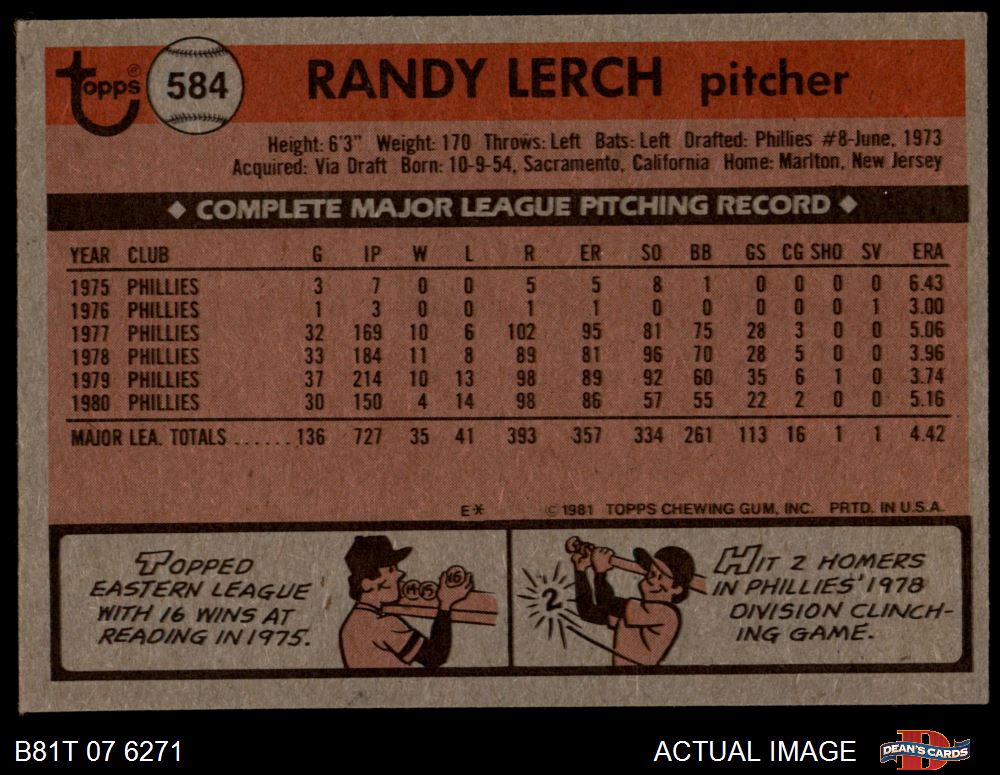 Topps® 584 RANDY LERCH pitcher
Height: 6'3" Weight: 170 Throws: Left Bats: Left Drafted: Phillies #8-June, 1973
Acquired: Via Draft Born: 10-9-54, Sacramento, California Home: Marlton, New Jersey
◆ COMPLETE MAJOR LEAGUE PITCHING RECORD ◆
YEAR CLUB G IP W L R ER SO BB GS CG SHO SV ERA
1975 PHILLIES 3 7 0 0 5 5 8 1 0 0 0 0 6.43
1976 PHILLIES 1 3 0 0 1 1 0 0 0 0 0 1 3.00
1977 PHILLIES 32 169 10 6 102 95 81 75 28 3 0 0 5.06
1978 PHILLIES 33 184 11 8 89 81 96 70 28 5 0 0 3.96
1979 PHILLIES 37 214 10 13 98 89 92 60 35 6 1 0 3.74
1980 PHILLIES 30 150 4 14 98 86 57 55 22 2 0 0 5.16
MAJOR LEA. TOTALS ...... 136 727 35 41 393 357 334 261 113 16 1 1 4.42
E* © 1981 TOPPS CHEWING GUM, INC. PRTD. IN U.S.A.
TOPPED
EASTERN LEAGUE
WITH 16 WINS AT
READING IN 1975.
14 15 16
2
HIT 2 HOMERS
IN PHILLIES' 1978
DIVISION CLINCH-
ING GAME.
B81T 07 6271
ACTUAL IMAGE
D
DEAN'S CARDS